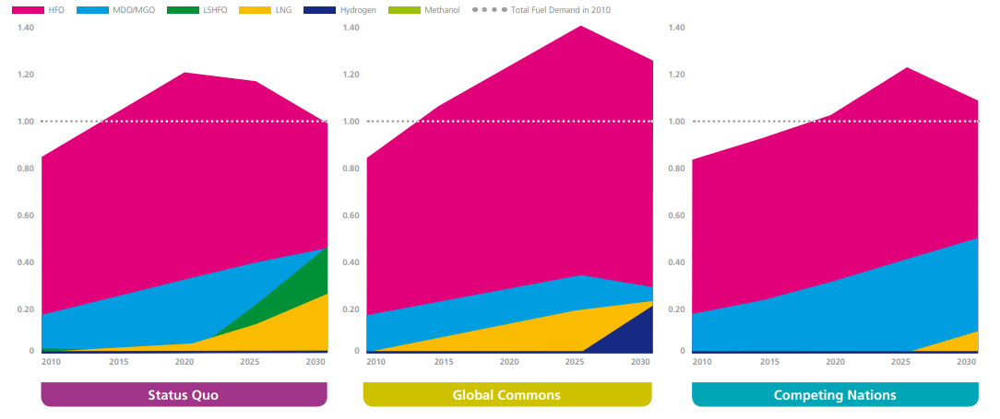 HFO MDO/MGO LSHFO LNG Hydrogen Methanol Total Fuel Demand in 2010
1.40 1.40 1.40
1.20 1.20 1.20
1.00 1.00 1.00
0.80 0.80 0.80
0.60 0.60 0.60
0.40 0.40 0.40
0.20 0.20 0.20
0 0 0
2010 2015 2020 2025 2030 2010 2015 2020 2025 2030 2010 2015 2020 2025 2030
Status Quo Global Commons Competing Nations